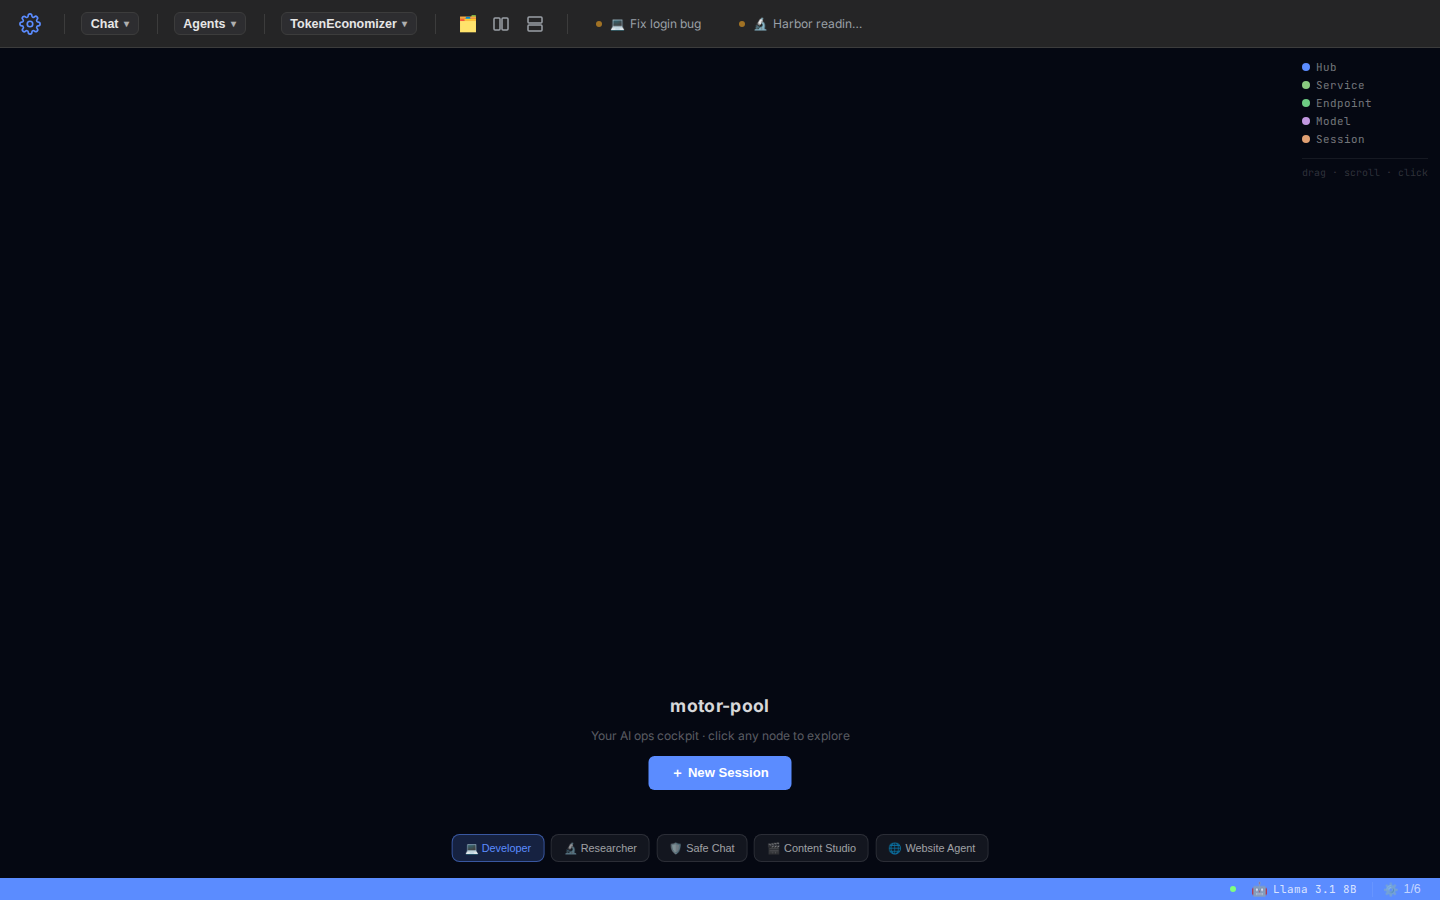 Chat ▾
Agents ▾
TokenEconomizer ▾
Fix login bug
Harbor readin...
Hub
Service
Endpoint
Model
Session
drag · scroll · click
motor-pool
Your AI ops cockpit · click any node to explore
+ New Session
Developer
Researcher
Safe Chat
Content Studio
Website Agent
Llama 3.1 8B
1/6